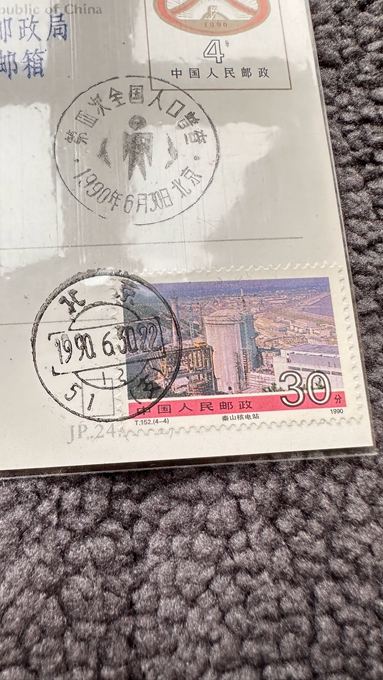 Republic of China
邮政局
邮箱
1990
4
中国人民邮政
第四次全国人口普查
1990年6月30日·北京
北京
1990.6.30.22
51
中国人民邮政
30分
T.152.(4-4)
秦山核电站
1990
JP.24